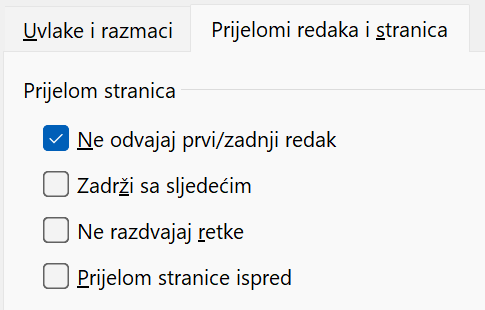 Uvlake i razmaci
Prijelomi redaka i stranica
Prijelom stranica
Ne odvajaj prvi/zadnji redak
Zadrži sa sljedećim
Ne razdvajaj retke
Prijelom stranice ispred